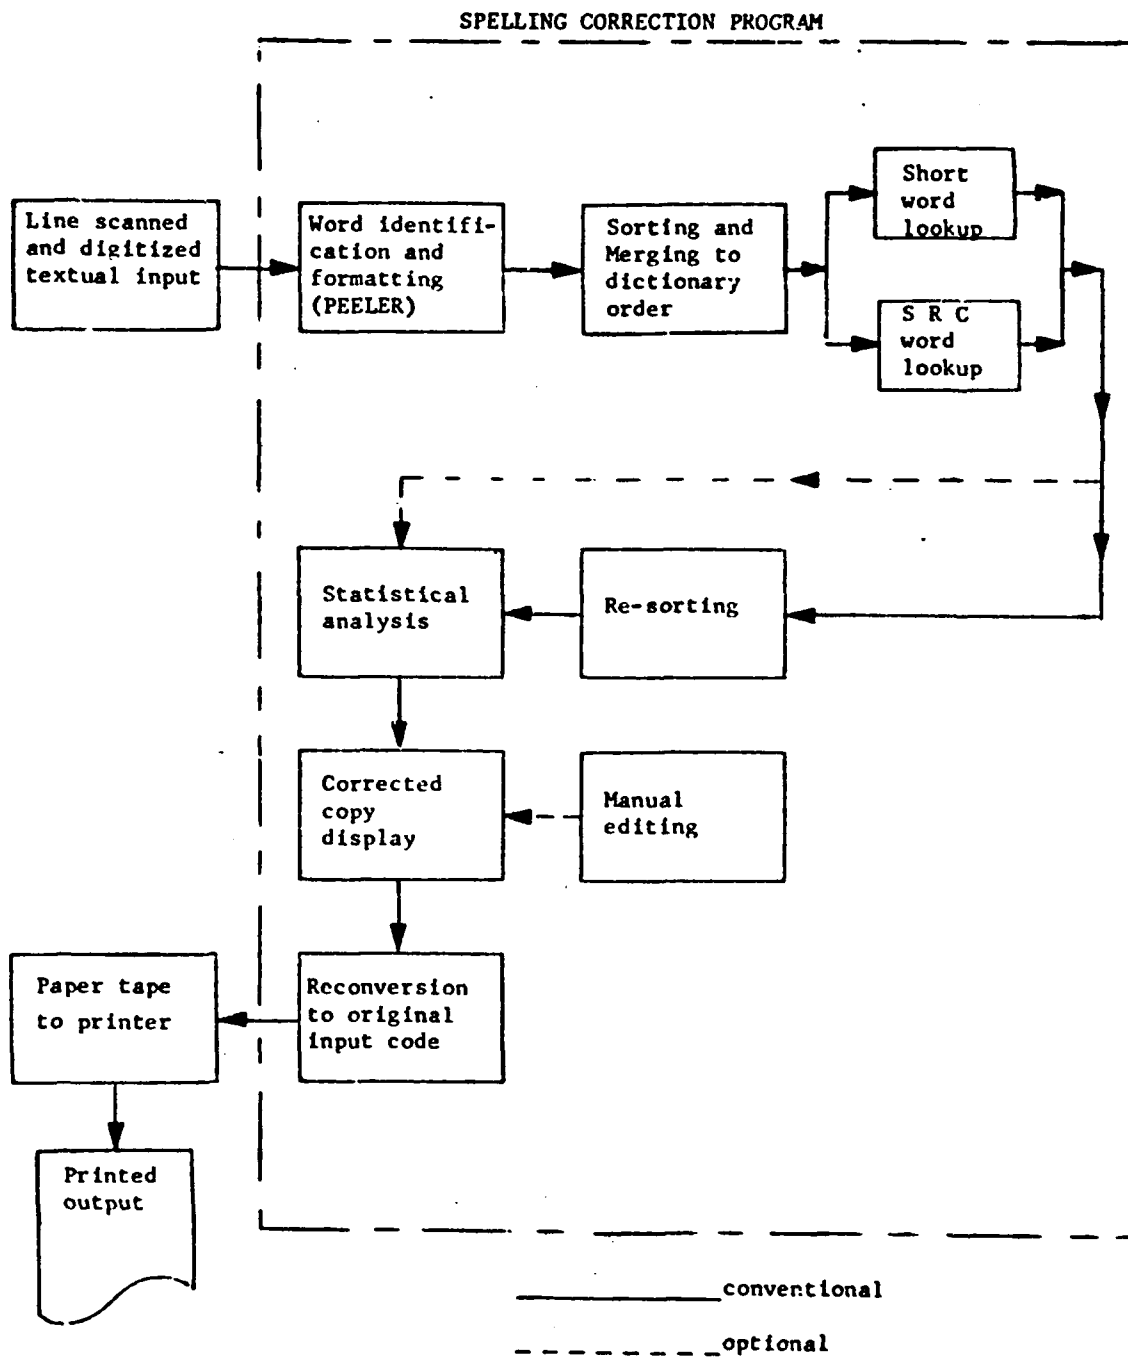 SPELLING CORRECTION PROGRAM
Line scanned
and digitized
textual input
Word identifi-
cation and
formatting
(PEELER)
Sorting and
Merging to
dictionary
order
Short
word
lookup
S R C
word
lookup
Statistical
analysis
Re-sorting
Corrected
copy
display
Manual
editing
Paper tape
to printer
Reconversion
to original
input code
Printed
output
conventional
optional